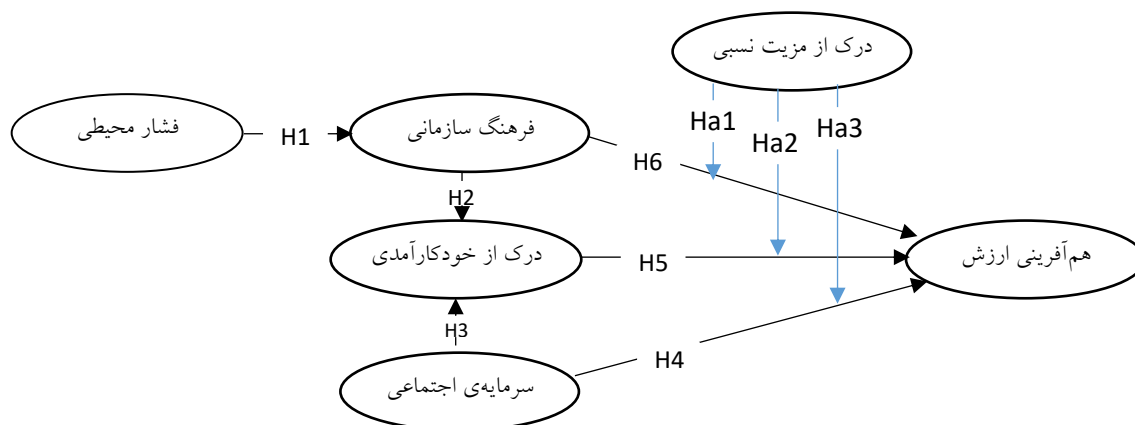 درک از مزیت نسبی
Ha1
Ha2
Ha3
فشار محیطی
H1
فرهنگ سازمانی
H6
H2
درک از خودکارآمدی
H5
هم‌آفرینی ارزش
H3
سرمایه‌ی اجتماعی
H4